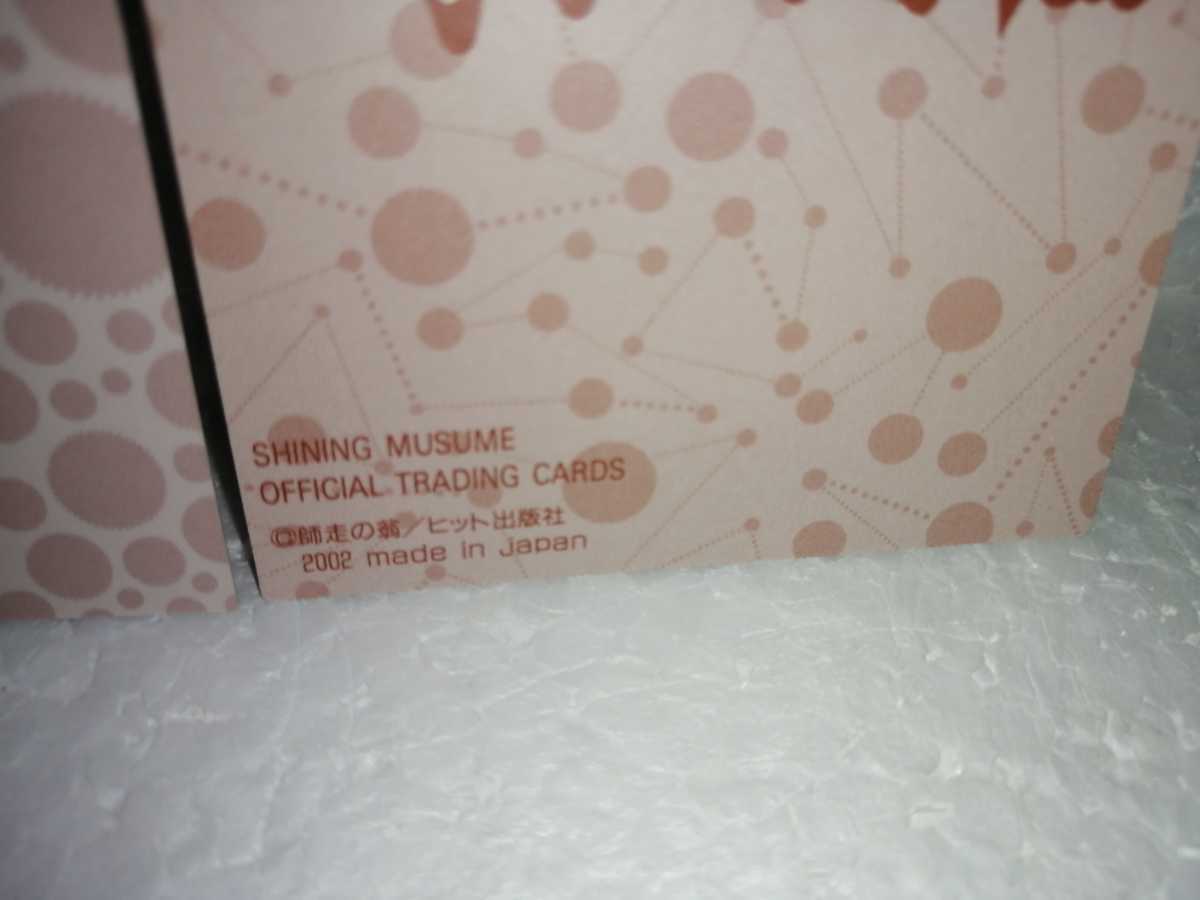 SHINING MUSUME
OFFICIAL TRADING CARDS
©師走の翁/ヒット出版社
2002 made in Japan